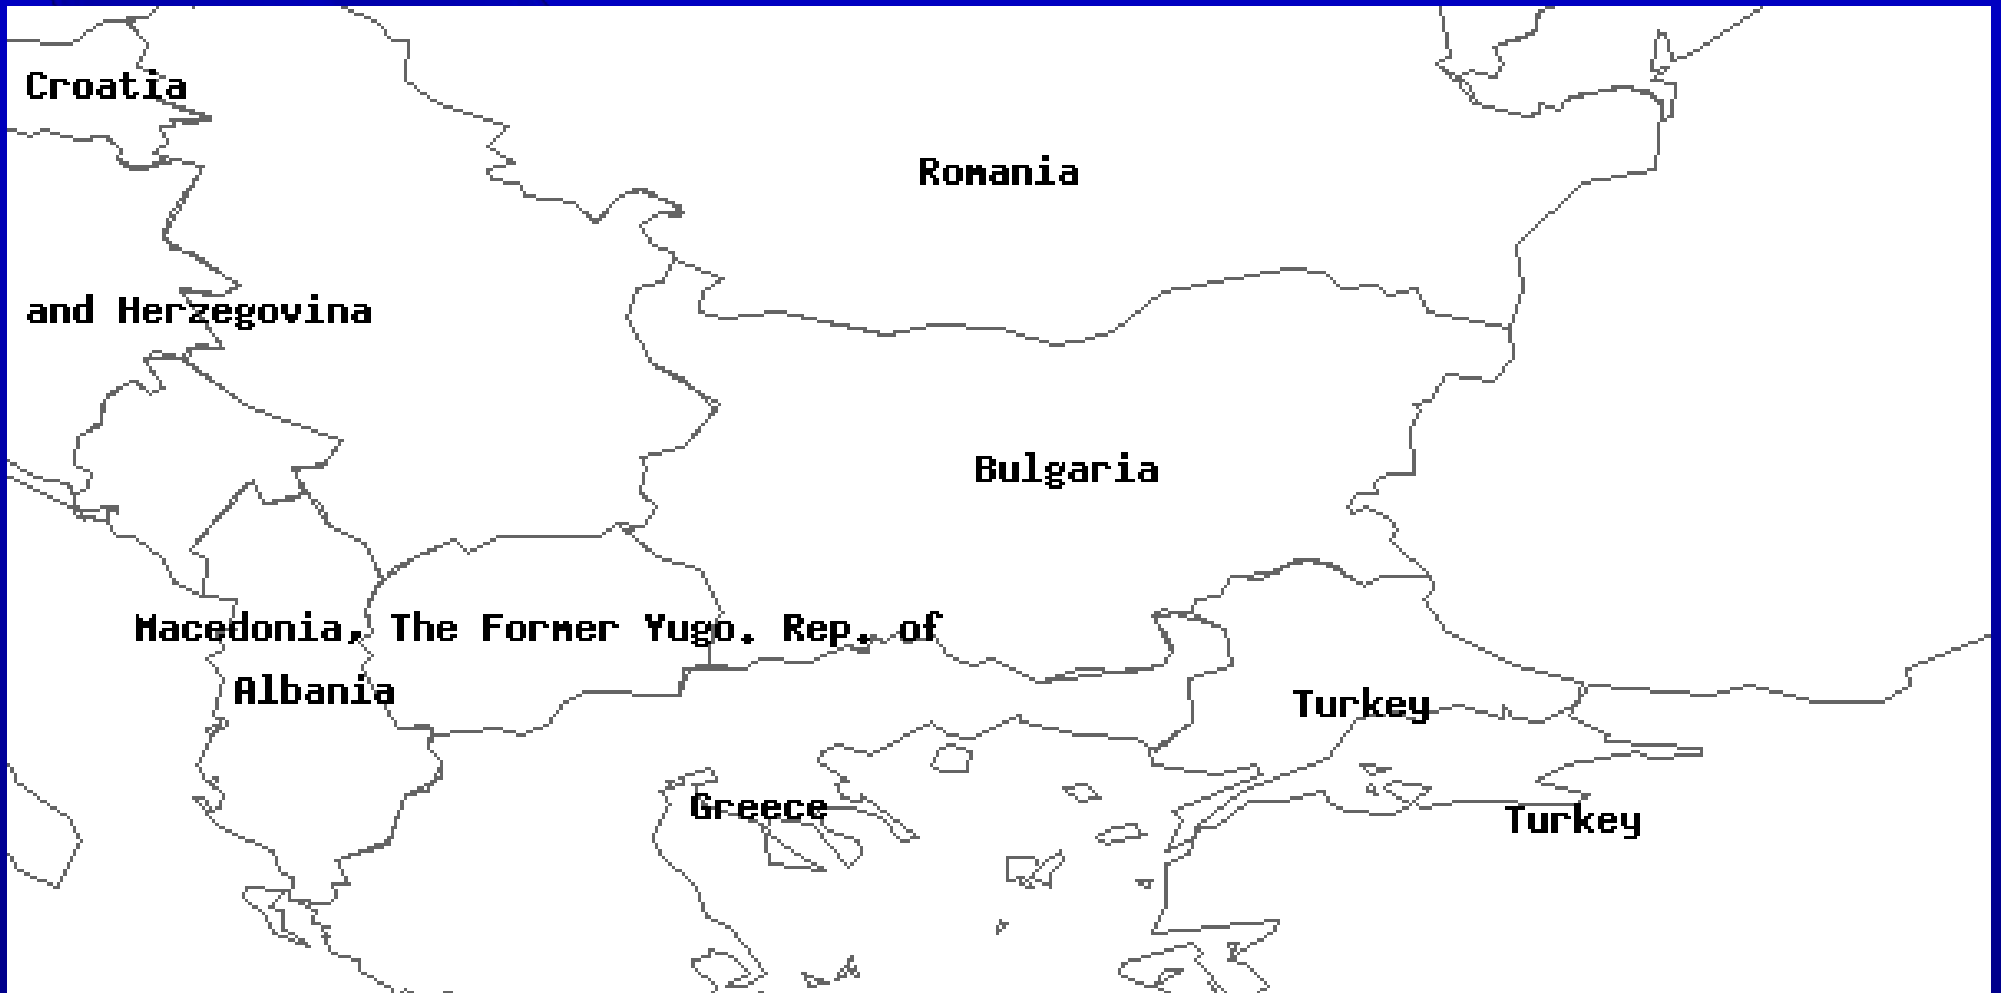 Croatia
Romania
and Herzegovina
Bulgaria
Macedonia, The Former Yugo. Rep. of
Albania
Turkey
Greece
Turkey